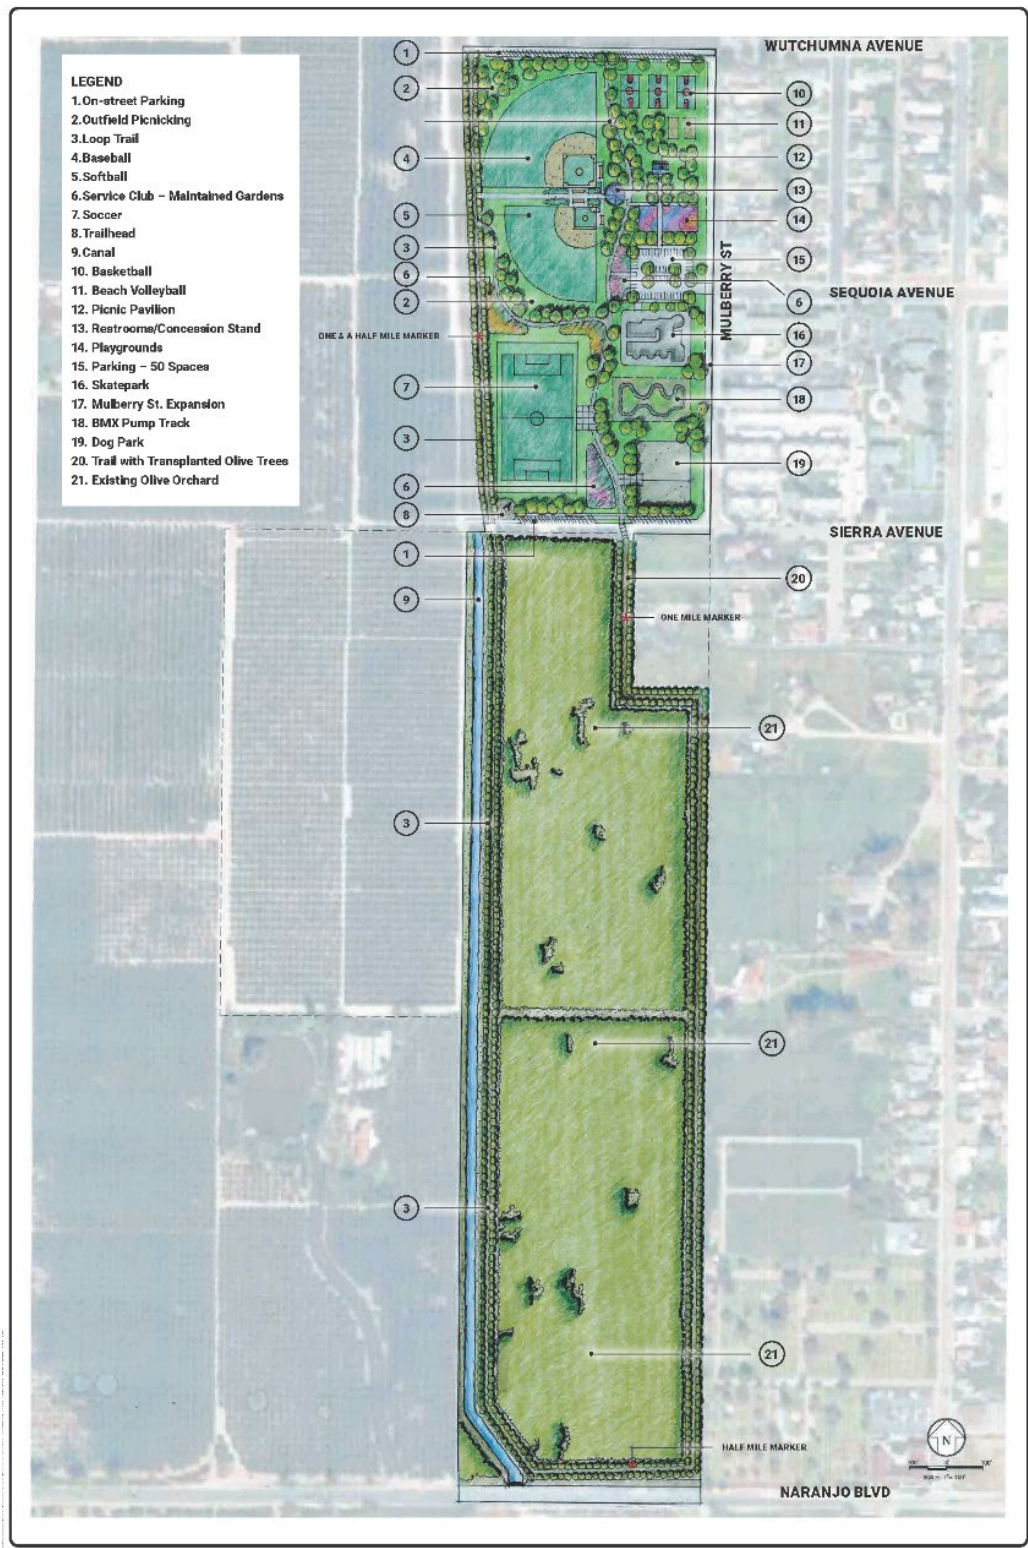 WUTCHUMNA AVENUE
LEGEND
1.On-street Parking
2.Outfield Picnicking
3.Loop Trail
4.Baseball
5.Softball
6.Service Club – Maintained Gardens
7. Soccer
8.Trailhead
9.Canal
10. Basketball
11. Beach Volleyball
12. Picnic Pavilion
13. Restrooms/Concession Stand
14. Playgrounds
15. Parking – 50 Spaces
16. Skatepark
17. Mulberry St. Expansion
18. BMX Pump Track
19. Dog Park
20. Trail with Transplanted Olive Trees
21. Existing Olive Orchard
1
2
4
5
3
6
2
ONE & A HALF MILE MARKER
7
3
6
8
1
9
3
3
10
11
12
13
14
15
6
16
17
18
19
MULBERRY ST
SEQUOIA AVENUE
SIERRA AVENUE
20
ONE MILE MARKER
21
21
21
HALF MILE MARKER
N
100' 0' 100'
NARANJO BLVD